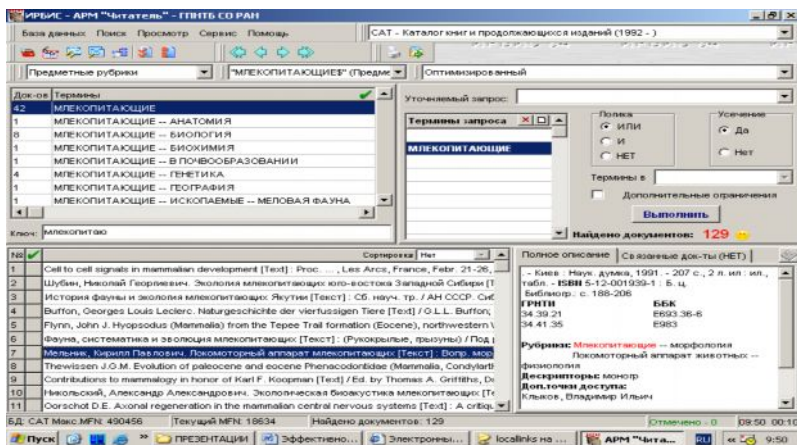 ИРБИС - АРМ "Читатель" - ГПНТБ СО РАН
База данных Поиск Просмотр Сервис Помощь
CAT - Каталог книг и продолжающихся изданий (1992 - )
Предметные рубрики
"МЛЕКОПИТАЮЩИЕ$" (Предме
Оптимизированный
Док-ов Термины
42 МЛЕКОПИТАЮЩИЕ
1 МЛЕКОПИТАЮЩИЕ -- АНАТОМИЯ
8 МЛЕКОПИТАЮЩИЕ -- БИОЛОГИЯ
1 МЛЕКОПИТАЮЩИЕ -- БИОХИМИЯ
1 МЛЕКОПИТАЮЩИЕ -- В ПОЧВООБРАЗОВАНИИ
4 МЛЕКОПИТАЮЩИЕ -- ГЕНЕТИКА
1 МЛЕКОПИТАЮЩИЕ -- ГЕОГРАФИЯ
1 МЛЕКОПИТАЮЩИЕ -- ИСКОПАЕМЫЕ -- МЕЛОВАЯ ФАУНА
Ключ: млекопитаю
Уточняемый запрос:
Термины запроса
МЛЕКОПИТАЮЩИЕ
Логика
ИЛИ
И
НЕТ
Усечение
Да
Нет
Термины в
Дополнительные ограничения
Выполнить
Найдено документов: 129
№ Сортировка Нет
1 Cell to cell signals in mammalian development [Text] : Proc. ... , Les Arcs, France, Febr. 21-26,
2 Шубин, Николай Георгиевич. Экология млекопитающих юго-востока Западной Сибири [Т
3 История фауны и экология млекопитающих Якутии [Текст] : Сб. науч. тр. / АН СССР. Сиб
4 Buffon, Georges Louis Leclerc. Naturgeschichte der vierfussigen Tiere [Text] / G.L.L. Buffon;
5 Flynn, John J. Hyopsodus (Mammalia) from the Tepee Trail formation (Eocene), northwestern
6 Фауна, систематика и эволюция млекопитающих [Текст] : (Рукокрылые, грызуны) / Под
7 Мельник, Кирилл Павлович. Локомоторный аппарат млекопитающих [Текст] : Вопр. мор
8 Thewissen J.G.M. Evolution of paleocene and eocene Phenacodontidae (Mammalia, Condylarth
9 Contributions to mammalogy in honor of Karl F. Koopman [Text] / Ed. by Thomas A. Griffiths, D
10 Никольский, Александр Александрович. Экологическая биоакустика млекопитающих [Те
11 Oorschot D.E. Axonal regeneration in the mammalian central nervous systems [Text] : A critiqu
Полное описание Связанные док-ты (НЕТ)
. - Киев : Наук. думка, 1991. - 207 с., 2 л. ил : ил.,
табл. - ISBN 5-12-001939-1 : Б. ц.
Библиогр.: с. 188-206
ГРНТИ ББК
34.39.21 Е693.36-6
34.41.35 Е983
Рубрики: Млекопитающие -- морфология
Локомоторный аппарат животных --
физиология
Дескрипторы: моногр
Доп.точки доступа:
Клыков, Владимир Ильич
БД: CAT Макс.MFN: 490456 Текущий MFN: 18634 Найдено документов: 129 Отмечено - 0 09:50 00:10
Пуск ПРЕЗЕНТАЦИИ Эффективно... Электронны... locallinks на ... АРМ "Чита... RU 9:50